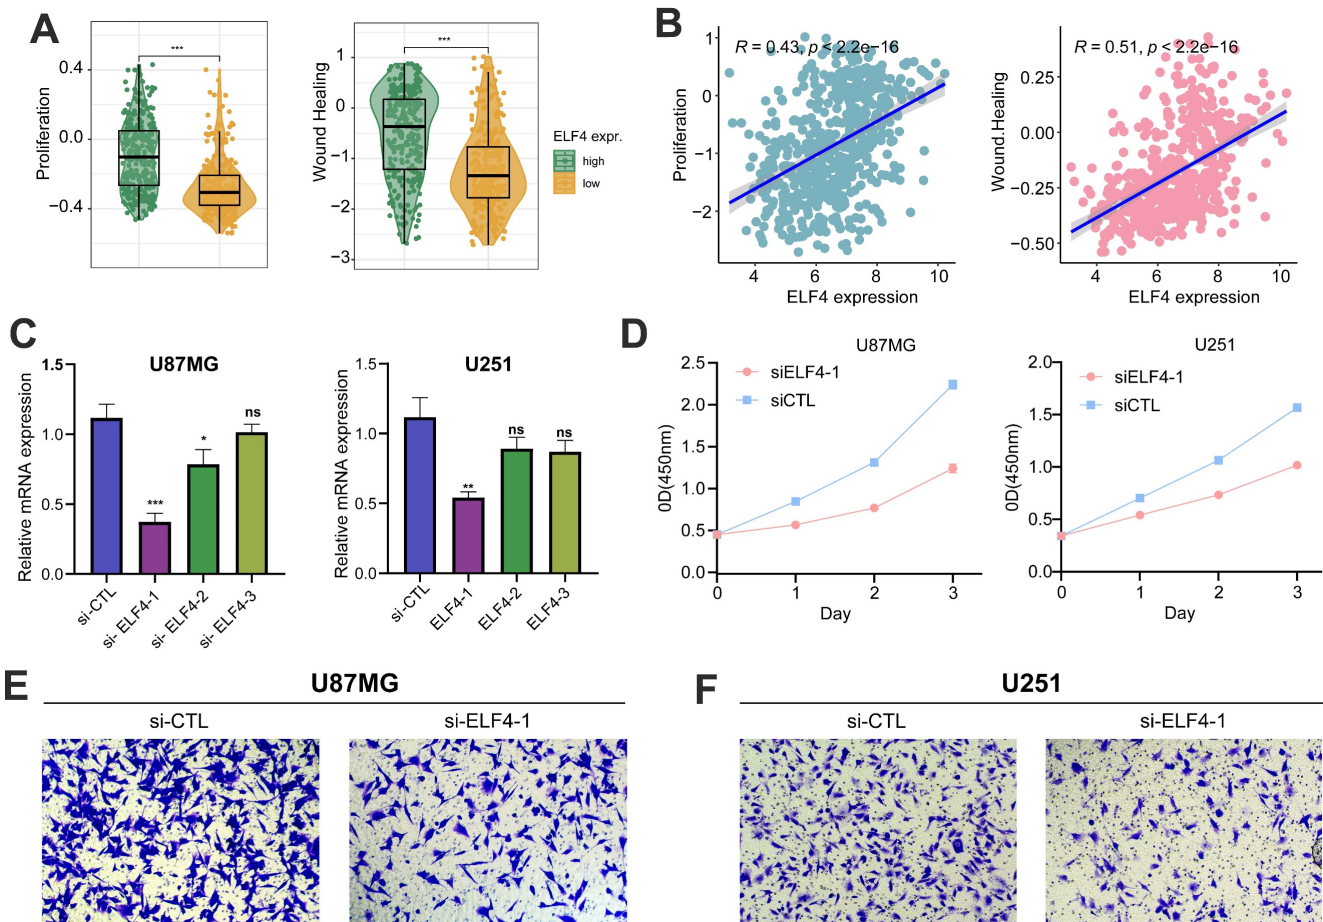 A
***
Proliferation
0.4
0.0
−0.4
***
Wound Healing
1
0
−1
−2
−3
ELF4 expr.
high
low
B
R = 0.43, p < 2.2e−16
Proliferation
1
0
−1
−2
4
6
8
10
ELF4 expression
R = 0.51, p < 2.2e−16
Wound.Healing
0.25
0.00
−0.25
−0.50
4
6
8
10
ELF4 expression
C
U87MG
Relative mRNA expression
1.5
1.0
0.5
0.0
***
*
ns
si-CTL
si- ELF4-1
si- ELF4-2
si- ELF4-3
U251
Relative mRNA expression
1.5
1.0
0.5
0.0
**
ns
ns
si-CTL
ELF4-1
ELF4-2
ELF4-3
D
U87MG
siELF4-1
siCTL
0D(450nm)
2.5
2.0
1.5
1.0
0.5
0.0
0
1
2
3
Day
U251
siELF4-1
siCTL
0D(450nm)
2.0
1.5
1.0
0.5
0.0
0
1
2
3
Day
E
U87MG
si-CTL
si-ELF4-1
F
U251
si-CTL
si-ELF4-1